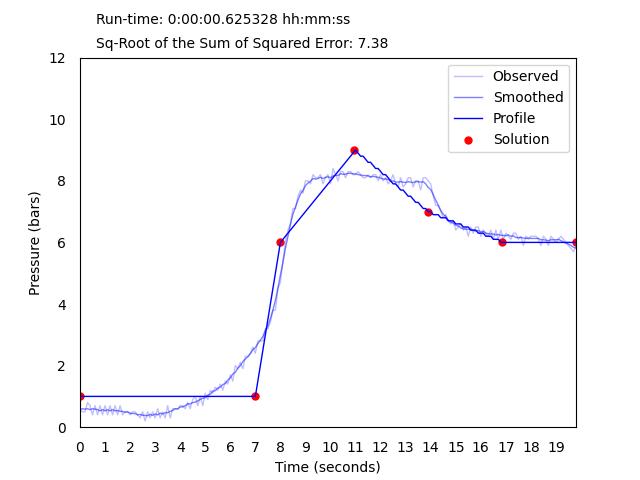 Run-time: 0:00:00.625328 hh:mm:ss
Sq-Root of the Sum of Squared Error: 7.38
12
10
8
6
4
2
0
Pressure (bars)
Observed
Smoothed
Profile
Solution
0 1 2 3 4 5 6 7 8 9 10 11 12 13 14 15 16 17 18 19
Time (seconds)